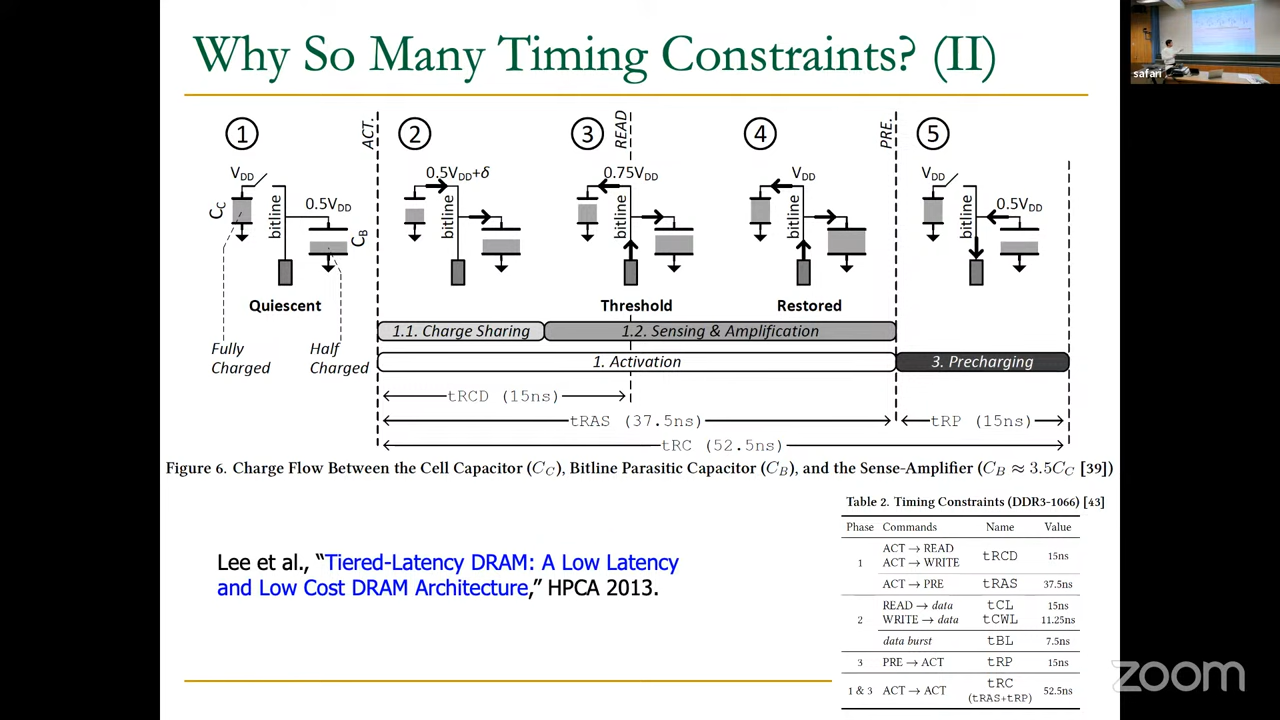 Why So Many Timing Constraints? (II)
safari
1
ACT.
2
3
READ
4
PRE.
5
VDD
0.5VDD
CC
bitline
CB
Quiescent
Fully
Charged
Half
Charged
0.5VDD+δ
bitline
0.75VDD
bitline
Threshold
VDD
bitline
Restored
VDD
0.5VDD
bitline
1.1. Charge Sharing
1.2. Sensing & Amplification
1. Activation
3. Precharging
tRCD (15ns)
tRAS (37.5ns)
tRP (15ns)
tRC (52.5ns)
Figure 6. Charge Flow Between the Cell Capacitor (CC), Bitline Parasitic Capacitor (CB), and the Sense-Amplifier (CB ≈ 3.5CC [39])
Lee et al., “Tiered-Latency DRAM: A Low Latency
and Low Cost DRAM Architecture,” HPCA 2013.
Table 2. Timing Constraints (DDR3-1066) [43]
Phase Commands Name Value
1 ACT → READ tRCD 15ns
ACT → WRITE
ACT → PRE tRAS 37.5ns
2 READ → data tCL 15ns
WRITE → data tCWL 11.25ns
data burst tBL 7.5ns
3 PRE → ACT tRP 15ns
1 & 3 ACT → ACT tRC 52.5ns
(tRAS+tRP)
zoom